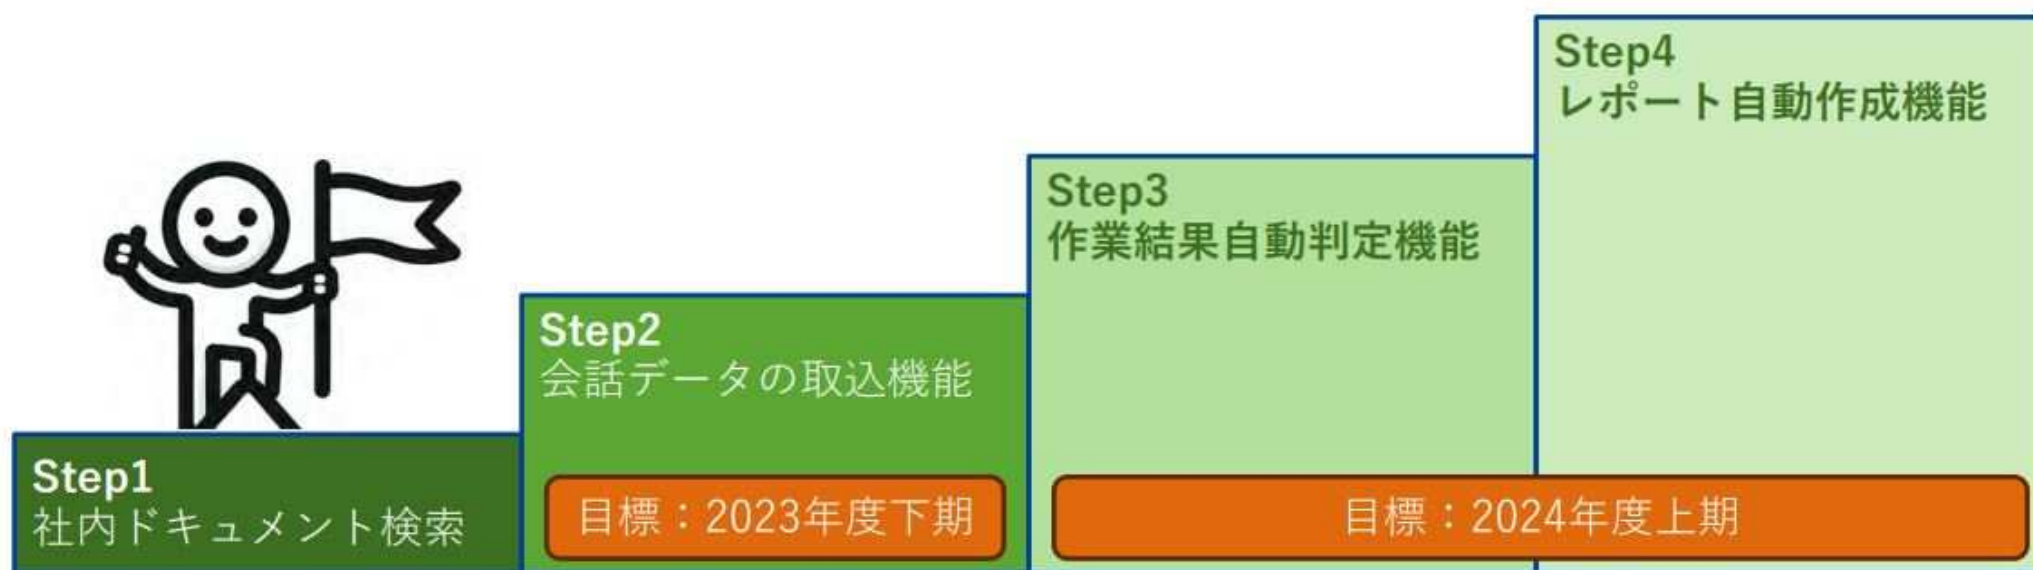 Step1
社内ドキュメント検索
Step2
会話データの取込機能
目標：2023年度下期
Step3
作業結果自動判定機能
Step4
レポート自動作成機能
目標：2024年度上期